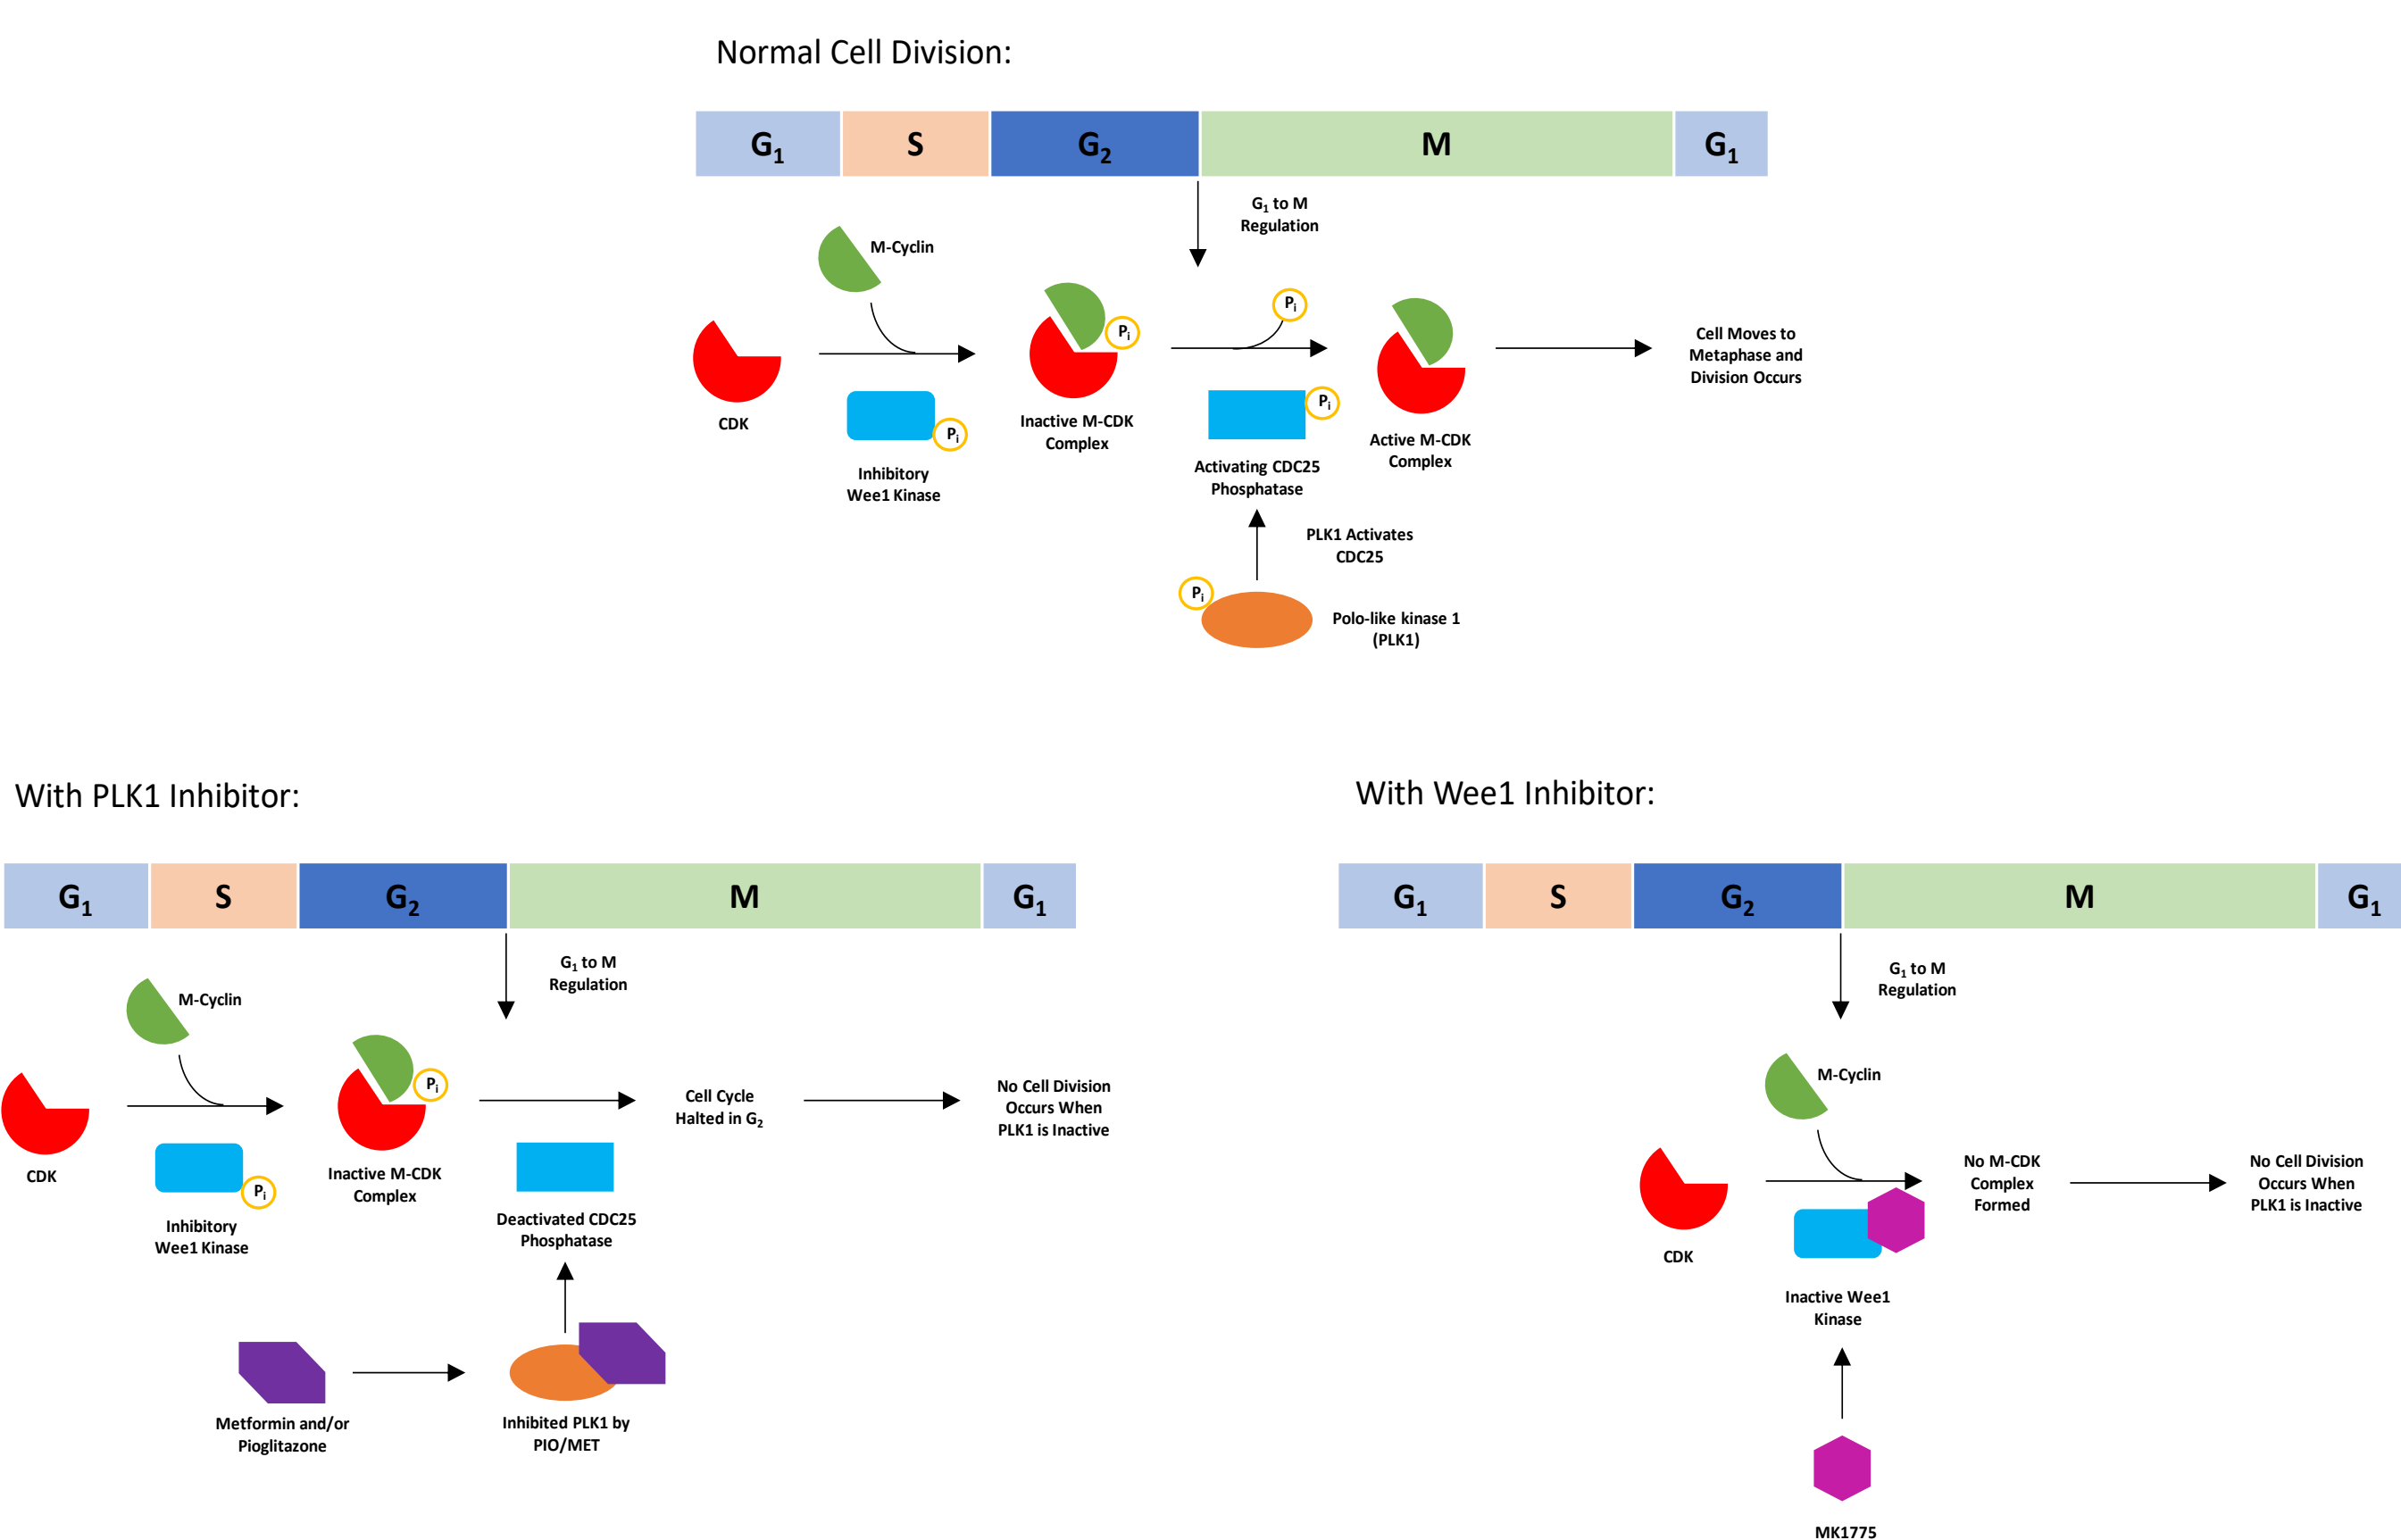 Normal Cell Division:
G₁ S G₂ M G₁
G₁ to M
Regulation
M-Cyclin
Pᵢ
Pᵢ
Cell Moves to
Metaphase and
Division Occurs
CDK
Pᵢ
Inactive M-CDK
Complex
Pᵢ
Active M-CDK
Complex
Inhibitory
Wee1 Kinase
Activating CDC25
Phosphatase
PLK1 Activates
CDC25
Pᵢ
Polo-like kinase 1
(PLK1)
With PLK1 Inhibitor:
G₁ S G₂ M G₁
G₁ to M
Regulation
M-Cyclin
Pᵢ
Cell Cycle
Halted in G₂
No Cell Division
Occurs When
PLK1 is Inactive
CDK
Pᵢ
Inactive M-CDK
Complex
Inhibitory
Wee1 Kinase
Deactivated CDC25
Phosphatase
Metformin and/or
Pioglitazone
Inhibited PLK1 by
PIO/MET
With Wee1 Inhibitor:
G₁ S G₂ M G₁
G₁ to M
Regulation
M-Cyclin
No M-CDK
Complex
Formed
No Cell Division
Occurs When
PLK1 is Inactive
CDK
Inactive Wee1
Kinase
MK1775